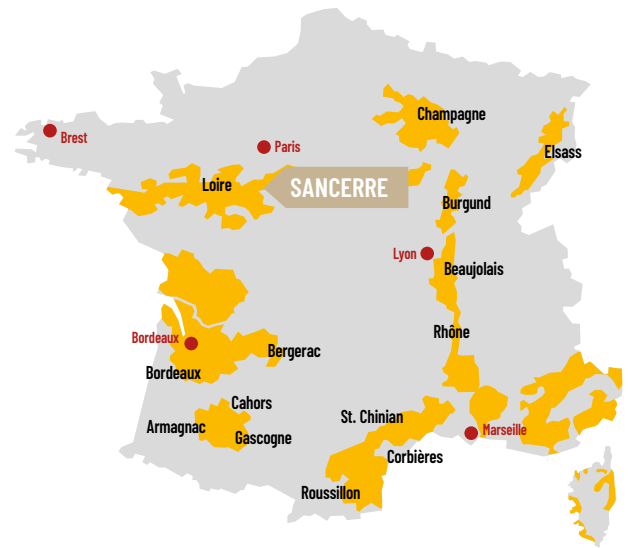 Champagne
Brest
Paris
Elsass
Loire
SANCERRE
Burgund
Lyon
Beaujolais
Rhône
Bordeaux
Bergerac
Bordeaux
Cahors
St. Chinian
Armagnac
Marseille
Gascogne
Corbières
Roussillon